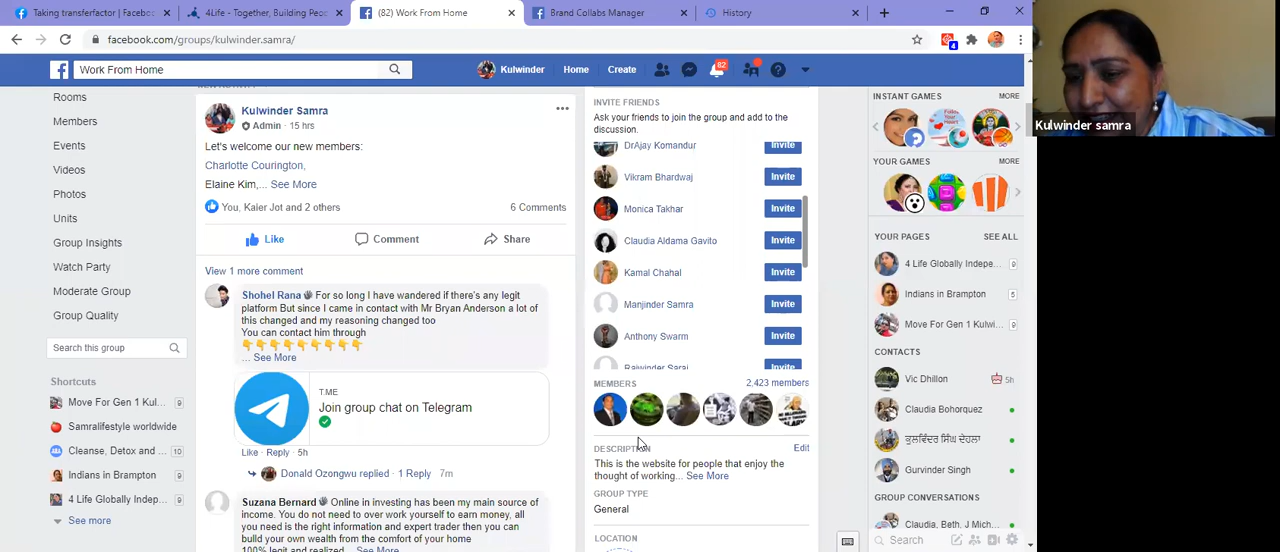 Taking transferfactor | Faceboo
4Life - Together, Building Peop
(82) Work From Home
Brand Collabs Manager
History
facebook.com/groups/kulwinder.samra/
4
Work From Home
Kulwinder
Home
Create
82
Rooms
Members
Events
Videos
Photos
Units
Group Insights
Watch Party
Moderate Group
Group Quality
Search this group
Shortcuts
Move For Gen 1 Kul... 9
Samralifestyle worldwide
Cleanse, Detox and ... 10
Indians in Brampton 9
4 Life Globally Indep... 9
See more
Kulwinder Samra
Admin · 15 hrs
Let's welcome our new members:
Charlotte Courington,
Elaine Kim,... See More
You, Kaler Jot and 2 others
6 Comments
Like
Comment
Share
View 1 more comment
Shohel Rana For so long I have wandered if there's any legit
platform But since I came in contact with Mr Bryan Anderson a lot of
this changed and my reasoning changed too
You can contact him through
👇👇👇👇👇👇👇👇👇
... See More
T.ME
Join group chat on Telegram
Like · Reply · 5h
Donald Ozongwu replied · 1 Reply 7m
Suzana Bernard Online in investing has been my main source of
income. You do not need to over work yourself to earn money, all
you need is the right information and expert trader then you can
build your own wealth from the comfort of your home
100% legit and realized... See More
INVITE FRIENDS
Ask your friends to join the group and add to the
discussion.
DrAjay Komandur Invite
Vikram Bhardwaj Invite
Monica Takhar Invite
Claudia Aldama Gavito Invite
Kamal Chahal Invite
Manjinder Samra Invite
Anthony Swarm Invite
Rajwinder Sarai Invite
MEMBERS
2,423 members
DESCRIPTION
Edit
This is the website for people that enjoy the
thought of working... See More
GROUP TYPE
General
LOCATION
INSTANT GAMES MORE
YOUR GAMES MORE
YOUR PAGES SEE ALL
4 Life Globally Indepe... 9
Indians in Brampton 5
Move For Gen 1 Kulwi... 9
CONTACTS
Vic Dhillon 5h
Claudia Bohorquez
ਕੁਲਵਿੰਦਰ ਸਿੰਘ ਦੇਹਲਾ
Gurvinder Singh
GROUP CONVERSATIONS
Claudia, Beth, J Mich...
Search
Kulwinder samra